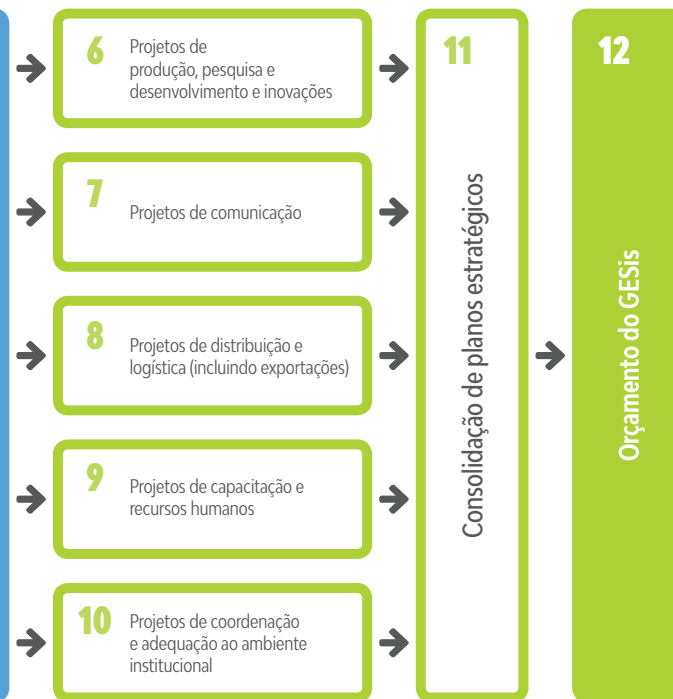 6
Projetos de
produção, pesquisa e
desenvolvimento e inovações
7
Projetos de comunicação
8
Projetos de distribuição e
logística (incluindo exportações)
9
Projetos de capacitação e
recursos humanos
10
Projetos de coordenação
e adequação ao ambiente
institucional
11
Consolidação de planos estratégicos
12
Orçamento do GESis